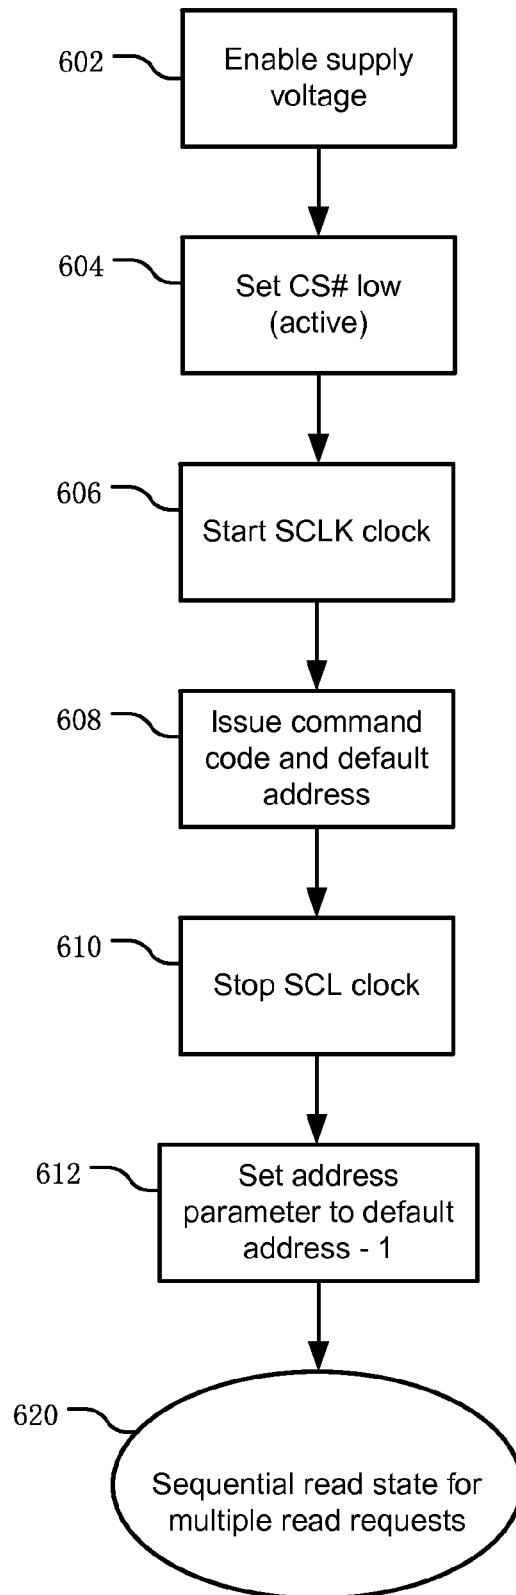 602
Enable supply
voltage
604
Set CS# low
(active)
606
Start SCLK clock
608
Issue command
code and default
address
610
Stop SCL clock
612
Set address
parameter to default
address - 1
620
Sequential read state for
multiple read requests